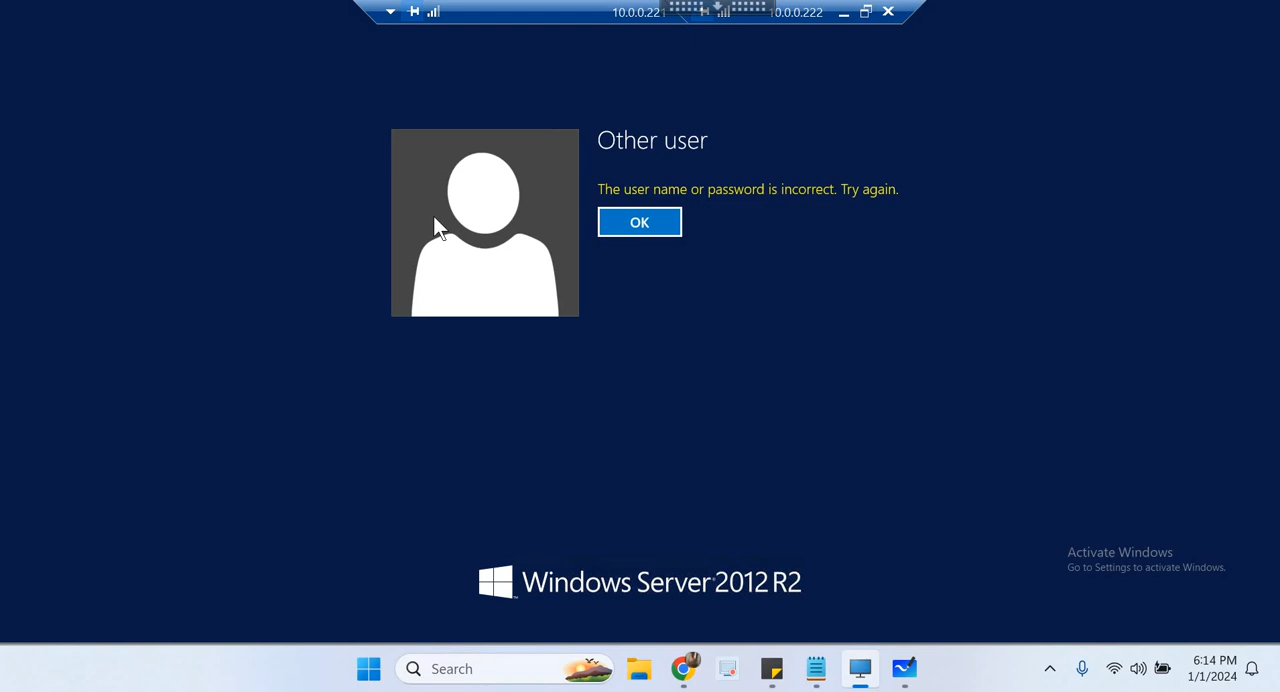 10.0.0.221
10.0.0.222
Other user
The user name or password is incorrect. Try again.
OK
Windows Server 2012 R2
Activate Windows
Go to Settings to activate Windows.
Search
6:14 PM
1/1/2024